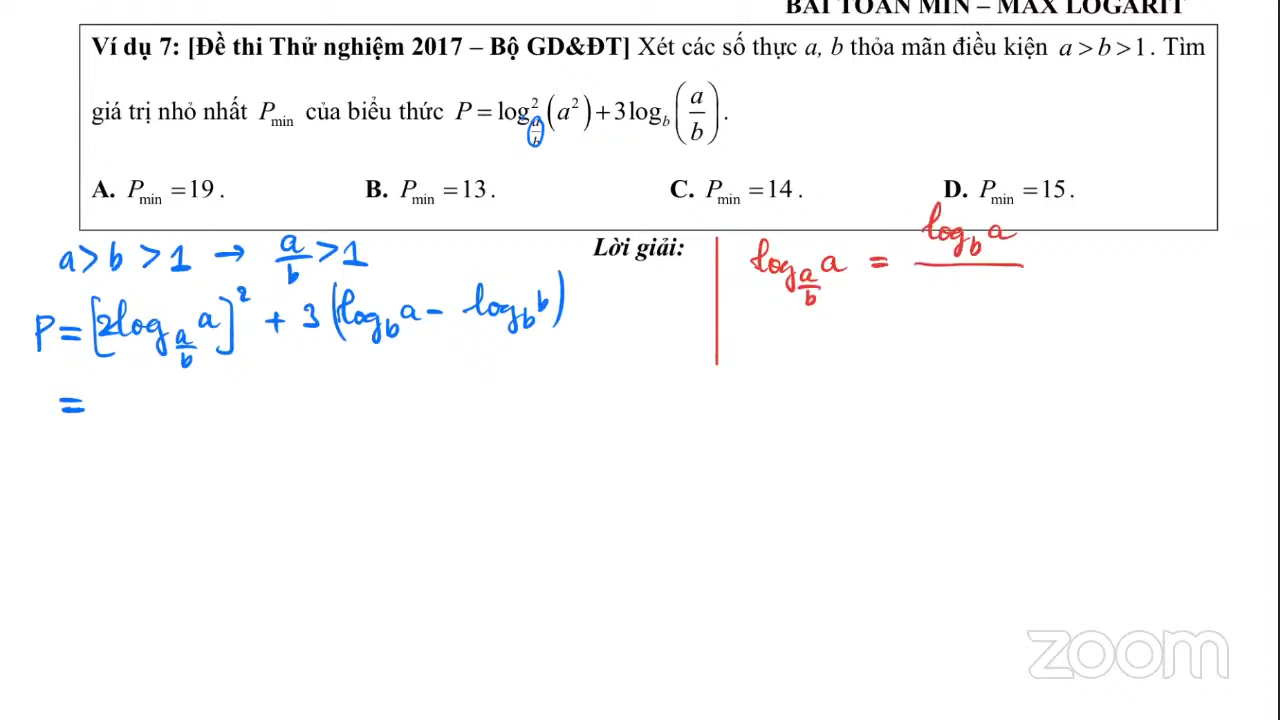 BÀI TOÁN MIN – MAX LOGARIT
Ví dụ 7: [Đề thi Thử nghiệm 2017 – Bộ GD&ĐT] Xét các số thực a, b thỏa mãn điều kiện a > b > 1. Tìm
giá trị nhỏ nhất P_min của biểu thức P = log²_{a/b}(a²) + 3log_b(a/b).
A. P_min = 19. B. P_min = 13. C. P_min = 14. D. P_min = 15.
Lời giải:
a > b > 1 → a/b > 1
P = [2log_{a/b} a]² + 3(log_b a − log_b b)
=
log_{a/b} a = log_b a
zoom